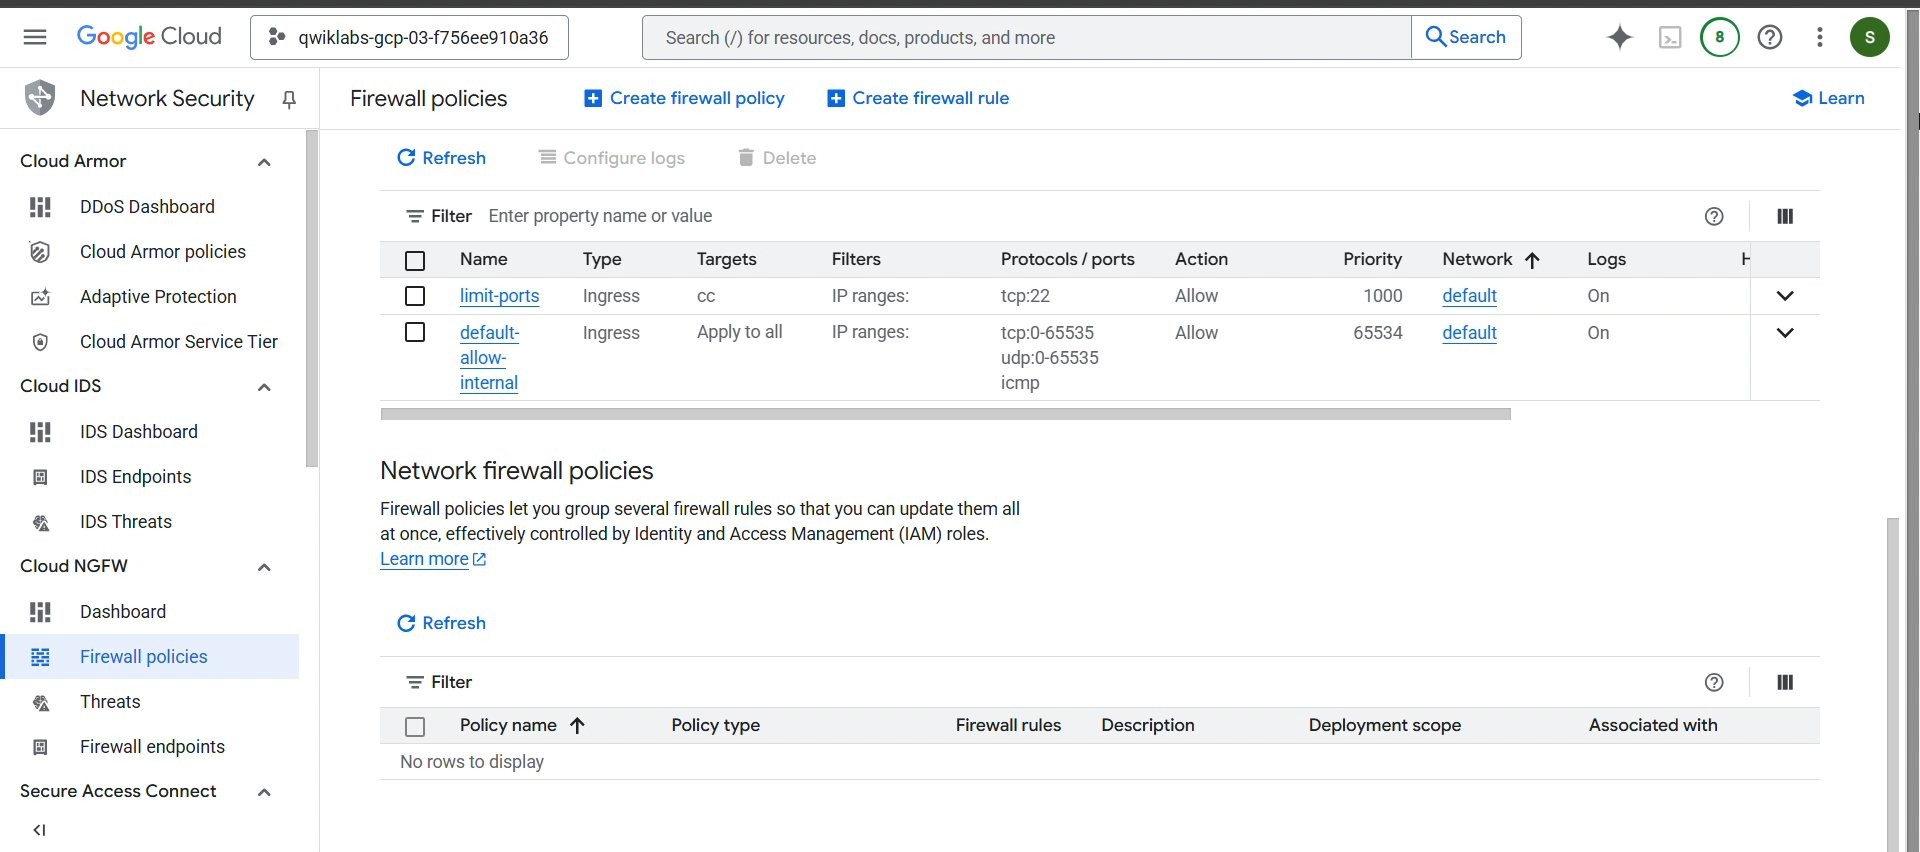 Google Cloud
qwiklabs-gcp-03-f756ee910a36
Search (/) for resources, docs, products, and more
Search
8
S
Network Security
Firewall policies
Create firewall policy
Create firewall rule
Learn
Cloud Armor
DDoS Dashboard
Cloud Armor policies
Adaptive Protection
Cloud Armor Service Tier
Cloud IDS
IDS Dashboard
IDS Endpoints
IDS Threats
Cloud NGFW
Dashboard
Firewall policies
Threats
Firewall endpoints
Secure Access Connect
Refresh
Configure logs
Delete
Filter Enter property name or value
Name Type Targets Filters Protocols / ports Action Priority Network Logs
limit-ports Ingress cc IP ranges: tcp:22 Allow 1000 default On
default- Ingress Apply to all IP ranges: tcp:0-65535 Allow 65534 default On
allow- udp:0-65535
internal icmp
Network firewall policies
Firewall policies let you group several firewall rules so that you can update them all
at once, effectively controlled by Identity and Access Management (IAM) roles.
Learn more
Refresh
Filter
Policy name Policy type Firewall rules Description Deployment scope Associated with
No rows to display